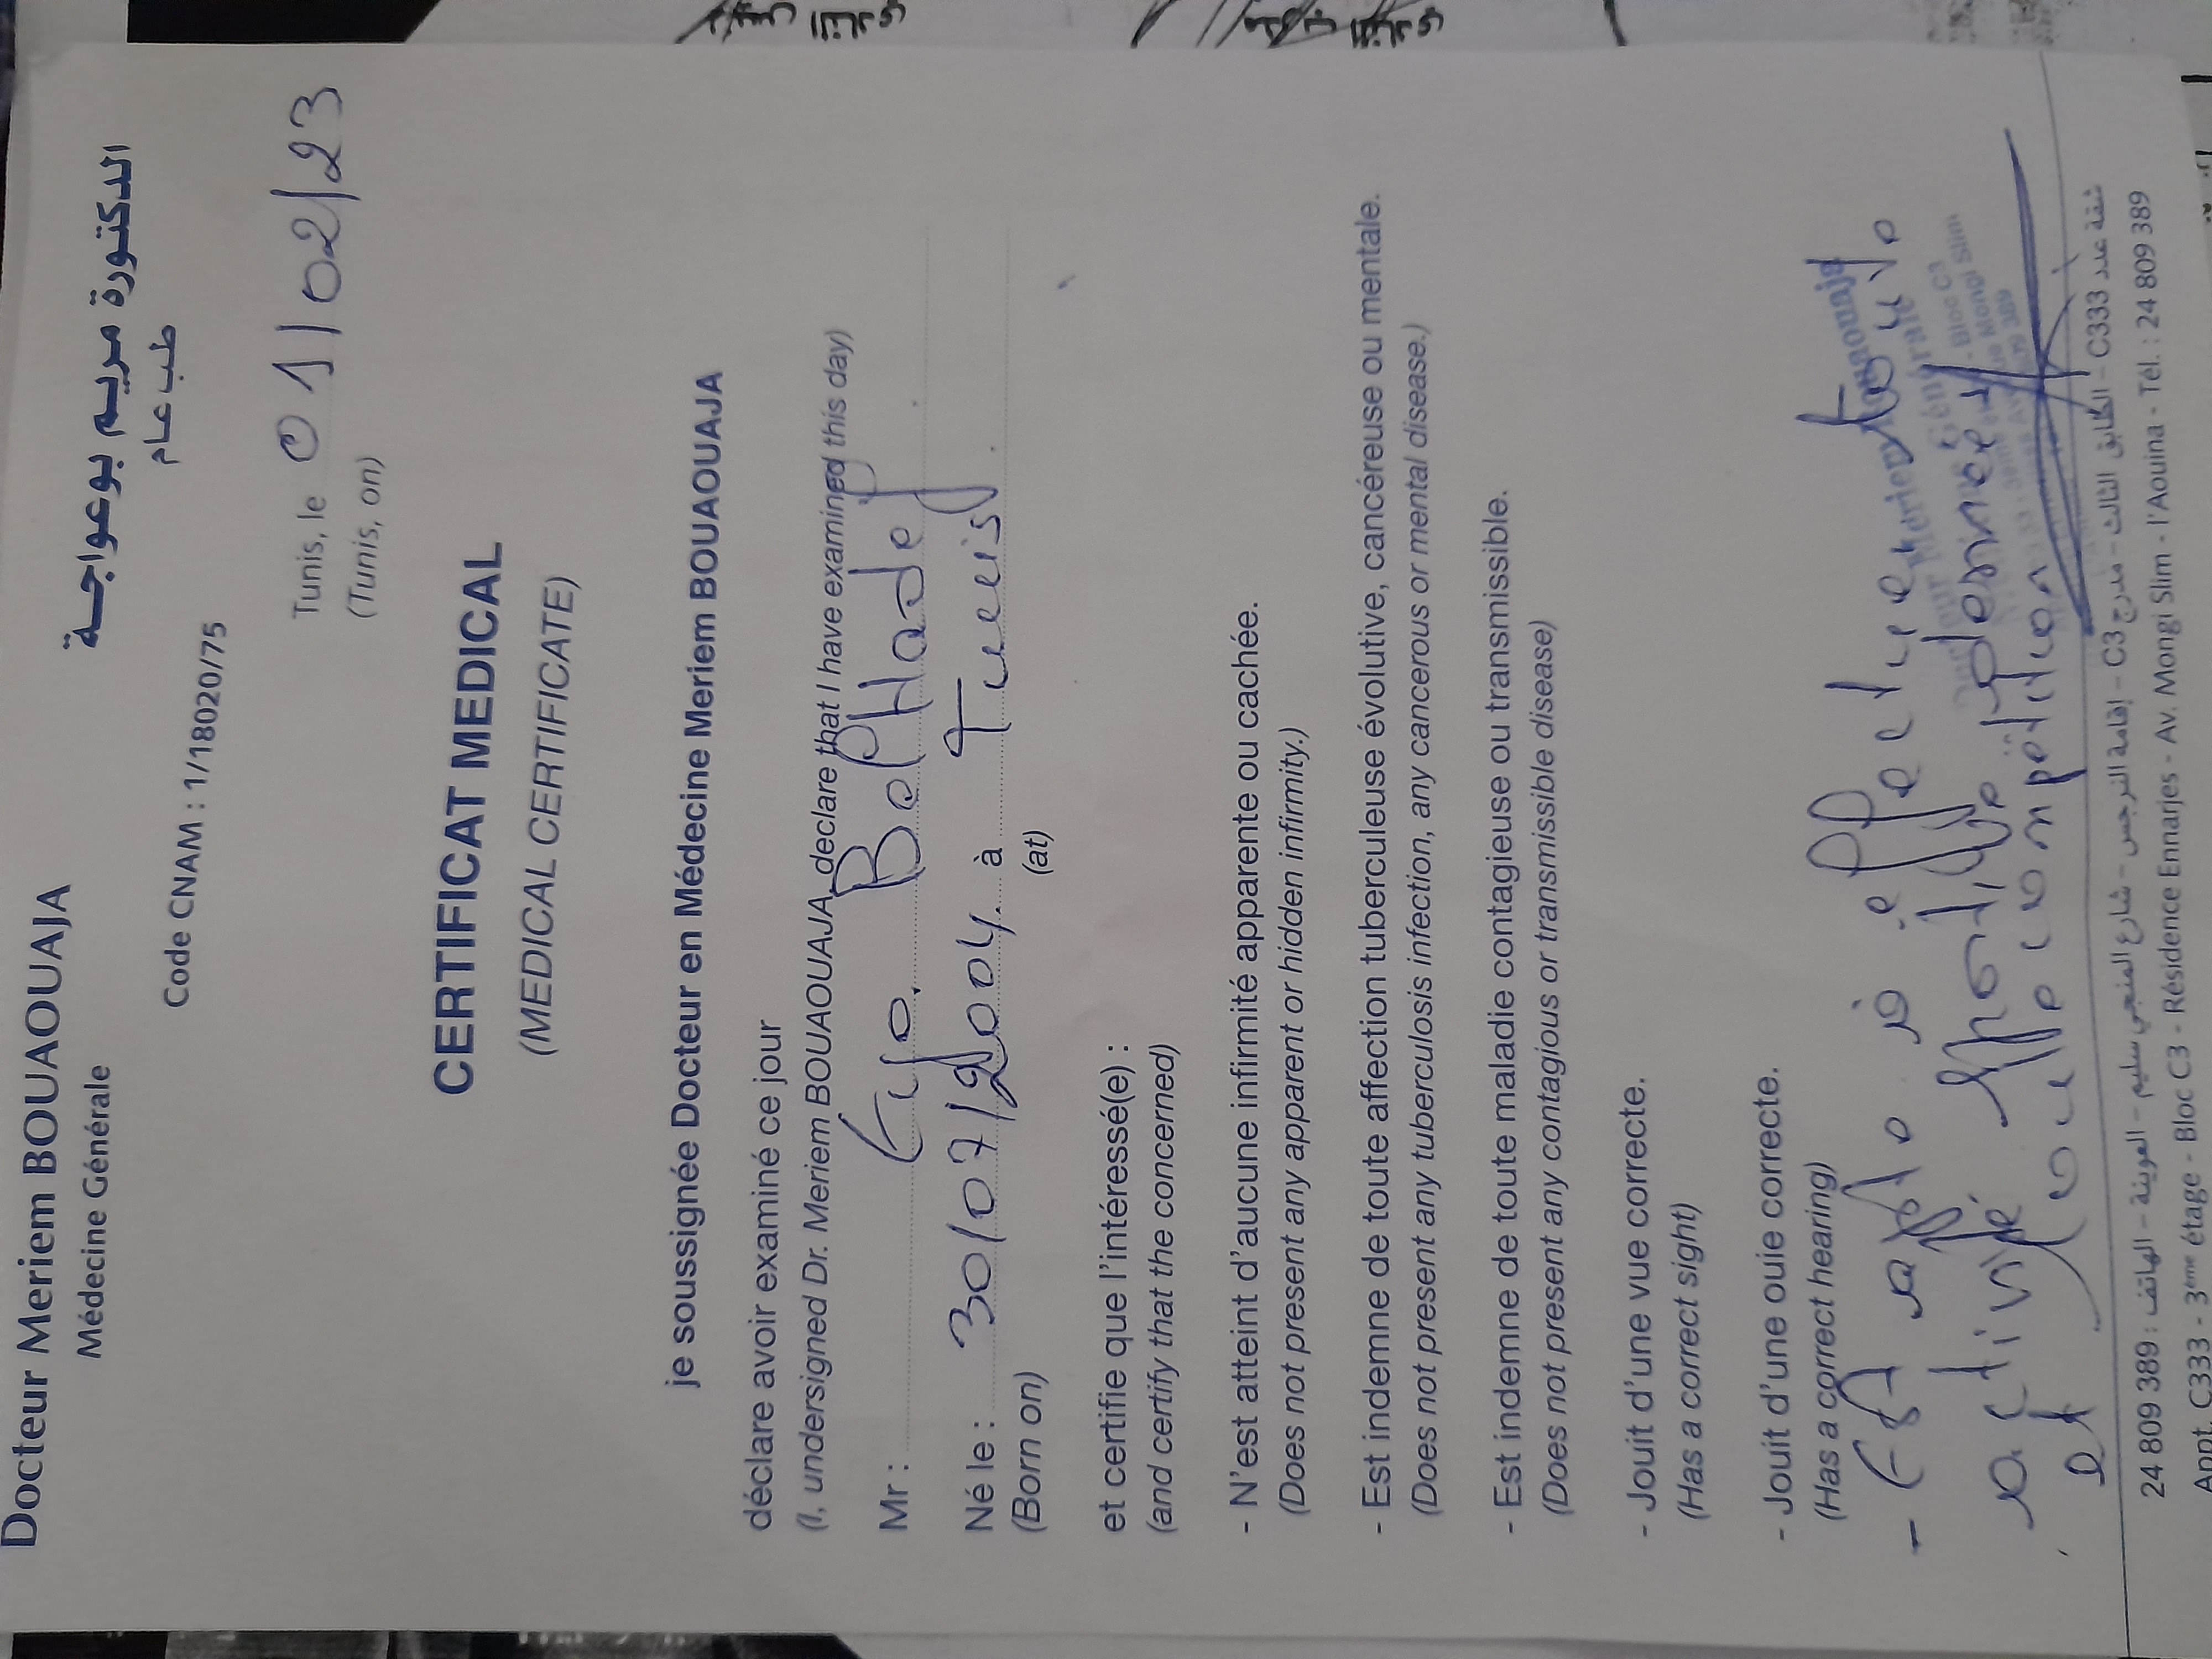 Docteur Meriem BOUAOUAJA
Médecine Générale
الدكتورة مريم بوعواجة
طب عام
Code CNAM : 1/18020/75
Tunis, le 01/02/23
(Tunis, on)
CERTIFICAT MEDICAL
(MEDICAL CERTIFICATE)
je soussignée Docteur en Médecine Meriem BOUAOUAJA
déclare avoir examiné ce jour
(I, undersigned Dr. Meriem BOUAOUAJA, declare that I have examined this day)
Mr : BelHadej
Né le : 30/07/2004 à Tunis
(Born on) (at)
et certifie que l'intéressé(e) :
(and certify that the concerned)
- N'est atteint d'aucune infirmité apparente ou cachée.
(Does not present any apparent or hidden infirmity.)
- Est indemne de toute affection tuberculeuse évolutive, cancéreuse ou mentale.
(Does not present any tuberculosis infection, any cancerous or mental disease.)
- Est indemne de toute maladie contagieuse ou transmissible.
(Does not present any contagious or transmissible disease)
- Jouit d'une vue correcte.
(Has a correct sight)
- Jouit d'une ouie correcte.
(Has a correct hearing)
- Est apte à effectuer toute
activité sportive
et compétition
شقة عدد C333 – الطابق الثالث – مدرج C3 – إقامة النرجس – شارع المنجي سليم – العوينة – الهاتف : 24 809 389
Appt. C333 - 3ème étage - Bloc C3 - Résidence Ennarjes - Av. Mongi Slim - l'Aouina - Tél. : 24 809 389